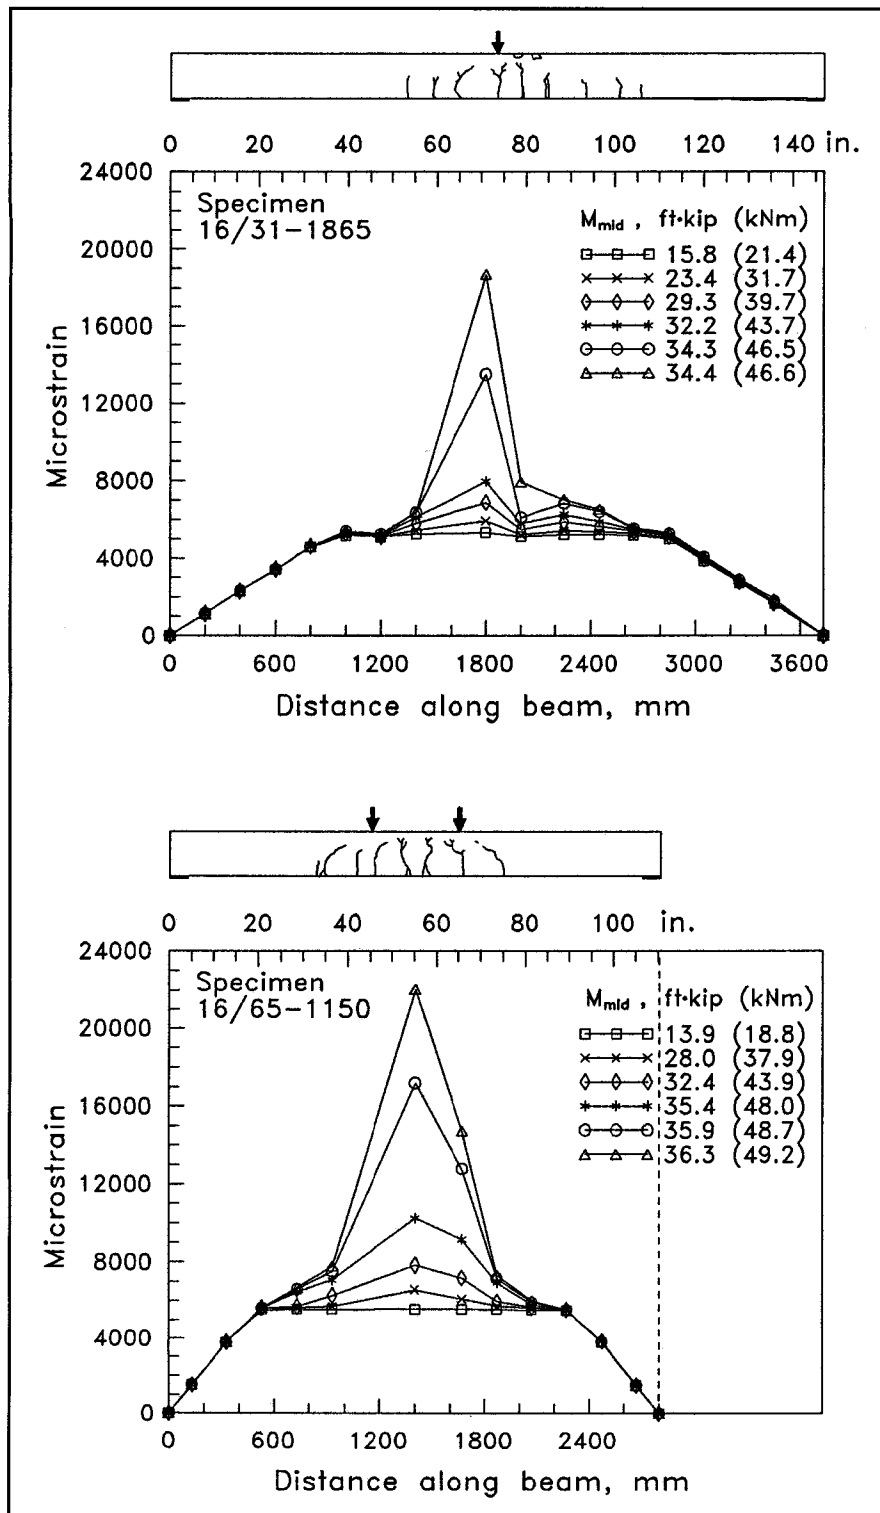 0 20 40 60 80 100 120 140 in.
24000
20000
16000
12000
8000
4000
0
Microstrain
Specimen
16/31-1865
M_mid , ft·kip (kNm)
15.8 (21.4)
23.4 (31.7)
29.3 (39.7)
32.2 (43.7)
34.3 (46.5)
34.4 (46.6)
0 600 1200 1800 2400 3000 3600
Distance along beam, mm
0 20 40 60 80 100 in.
24000
20000
16000
12000
8000
4000
0
Microstrain
Specimen
16/65-1150
M_mid , ft·kip (kNm)
13.9 (18.8)
28.0 (37.9)
32.4 (43.9)
35.4 (48.0)
35.9 (48.7)
36.3 (49.2)
0 600 1200 1800 2400
Distance along beam, mm